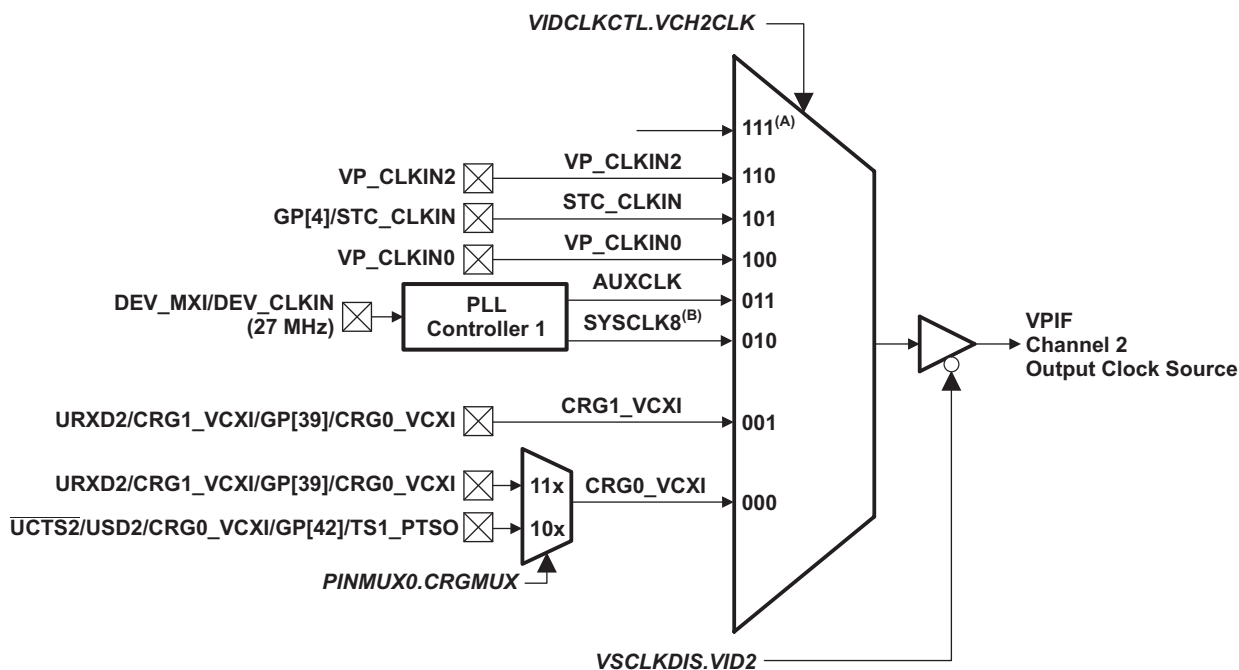 VIDCLKCTL.VCH2CLK
111(A)
VP_CLKIN2 VP_CLKIN2 110
GP[4]/STC_CLKIN STC_CLKIN 101
VP_CLKIN0 VP_CLKIN0 100
DEV_MXI/DEV_CLKIN
(27 MHz)
PLL
Controller 1
AUXCLK 011
SYSCLK8(B) 010
VPIF
Channel 2
Output Clock Source
URXD2/CRG1_VCXI/GP[39]/CRG0_VCXI CRG1_VCXI 001
URXD2/CRG1_VCXI/GP[39]/CRG0_VCXI 11x CRG0_VCXI 000
UCTS2/USD2/CRG0_VCXI/GP[42]/TS1_PTSO 10x
PINMUX0.CRGMUX
VSCLKDIS.VID2